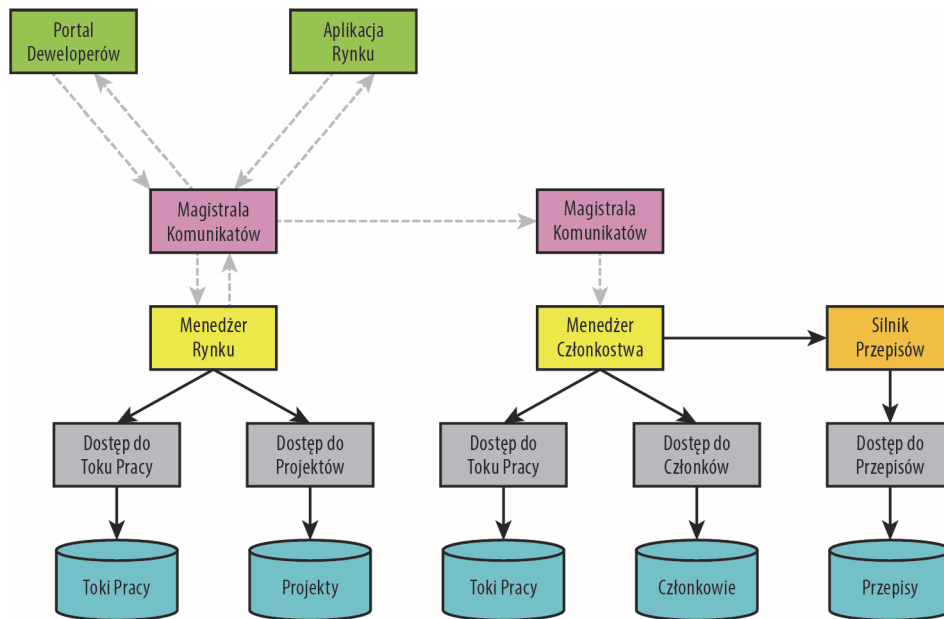 Portal
Deweloperów
Aplikacja
Rynku
Magistrala
Komunikatów
Magistrala
Komunikatów
Menedżer
Rynku
Menedżer
Członkostwa
Silnik
Przepisów
Dostęp do
Toku Pracy
Dostęp do
Projektów
Dostęp do
Toku Pracy
Dostęp do
Członków
Dostęp do
Przepisów
Toki Pracy
Projekty
Toki Pracy
Członkowie
Przepisy